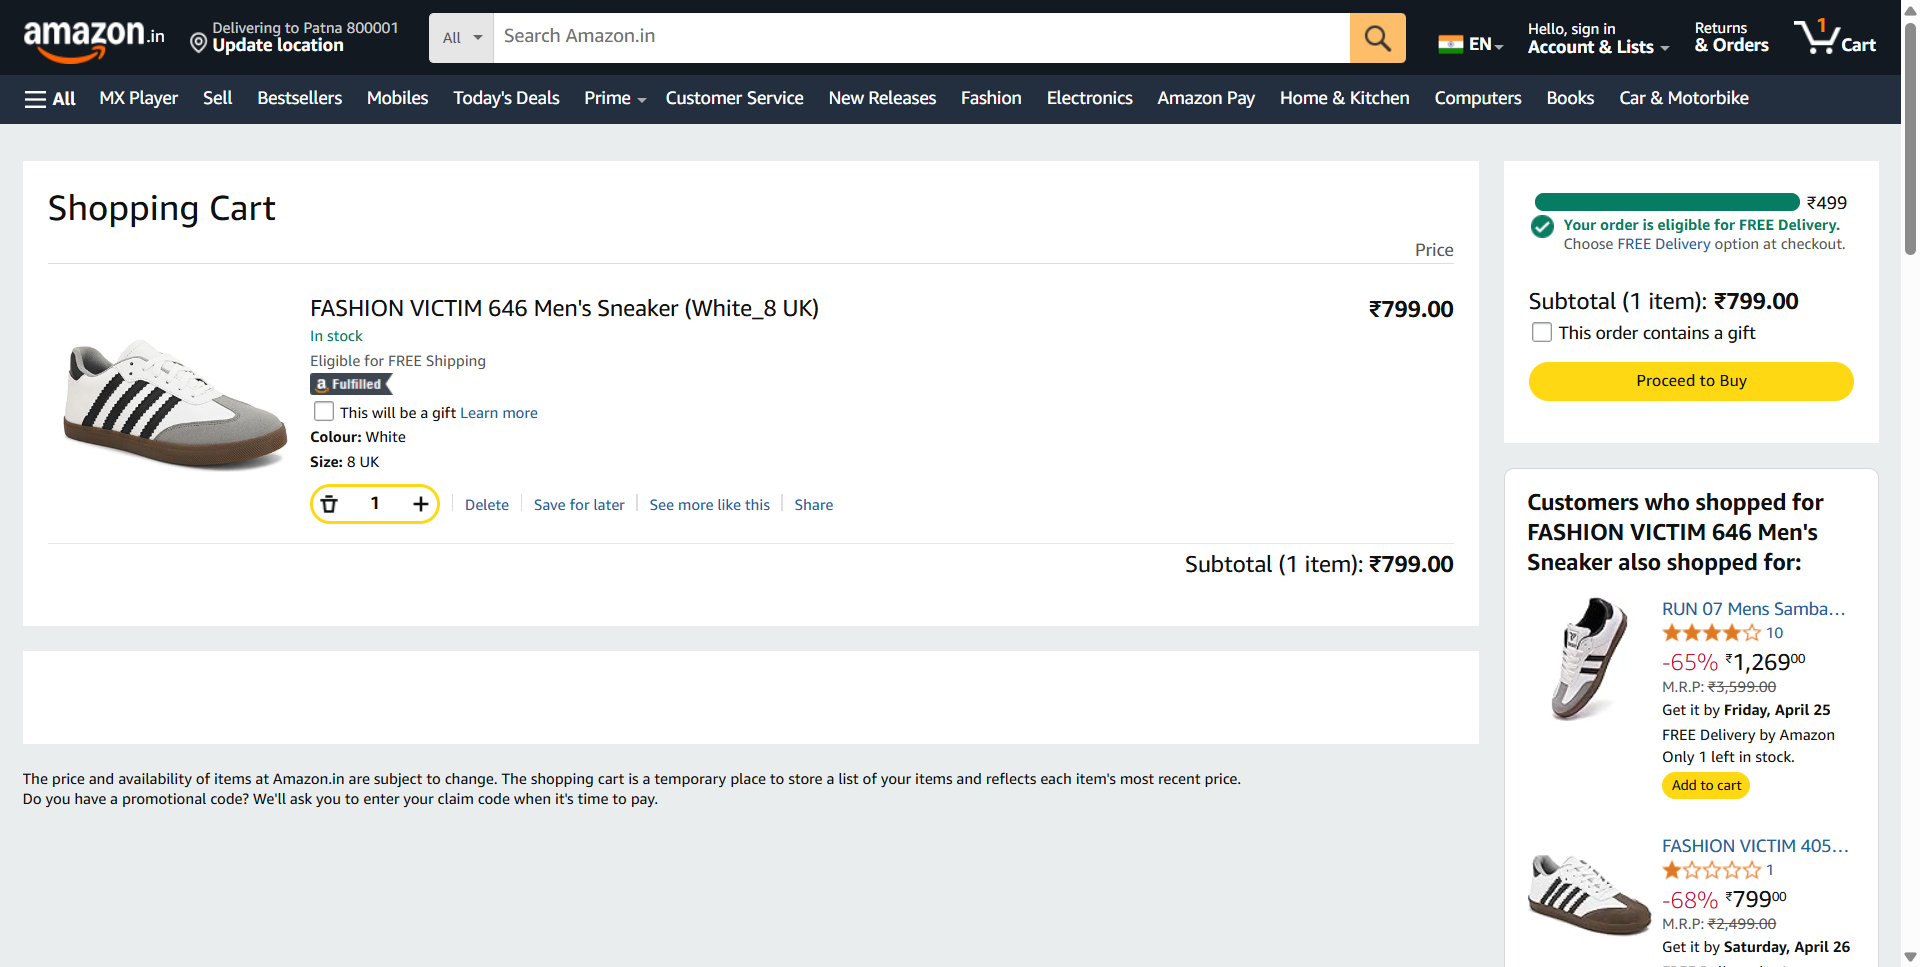 amazon.in
Delivering to Patna 800001
Update location
All
Search Amazon.in
EN
Hello, sign in
Account & Lists
Returns
& Orders
1
Cart
All
MX Player
Sell
Bestsellers
Mobiles
Today's Deals
Prime
Customer Service
New Releases
Fashion
Electronics
Amazon Pay
Home & Kitchen
Computers
Books
Car & Motorbike
Shopping Cart
Price
FASHION VICTIM 646 Men's Sneaker (White_8 UK)
₹799.00
In stock
Eligible for FREE Shipping
a Fulfilled
This will be a gift Learn more
Colour: White
Size: 8 UK
1
Delete
Save for later
See more like this
Share
Subtotal (1 item): ₹799.00
The price and availability of items at Amazon.in are subject to change. The shopping cart is a temporary place to store a list of your items and reflects each item's most recent price.
Do you have a promotional code? We'll ask you to enter your claim code when it's time to pay.
₹499
Your order is eligible for FREE Delivery.
Choose FREE Delivery option at checkout.
Subtotal (1 item): ₹799.00
This order contains a gift
Proceed to Buy
Customers who shopped for
FASHION VICTIM 646 Men's
Sneaker also shopped for:
RUN 07 Mens Samba…
10
-65% ₹1,26900
M.R.P: ₹3,599.00
Get it by Friday, April 25
FREE Delivery by Amazon
Only 1 left in stock.
Add to cart
FASHION VICTIM 405…
1
-68% ₹79900
M.R.P: ₹2,499.00
Get it by Saturday, April 26